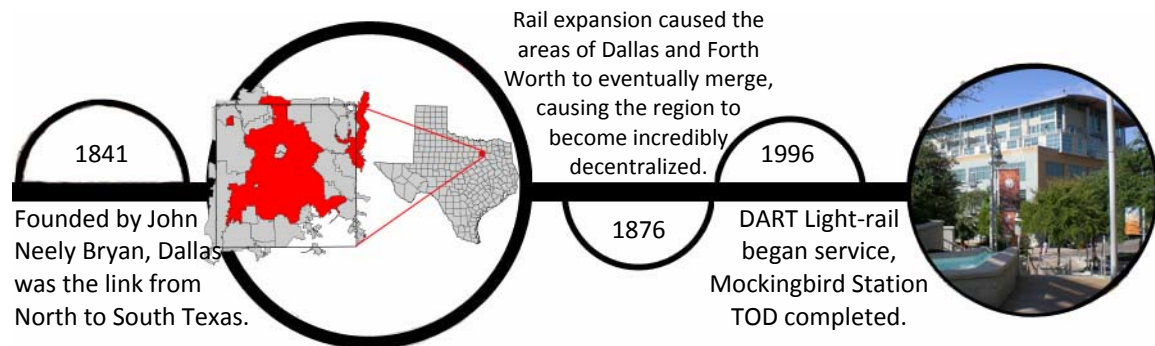 1841
Founded by John
Neely Bryan, Dallas
was the link from
North to South Texas.
Rail expansion caused the
areas of Dallas and Forth
Worth to eventually merge,
causing the region to
become incredibly
decentralized.
1876
1996
DART Light-rail
began service,
Mockingbird Station
TOD completed.